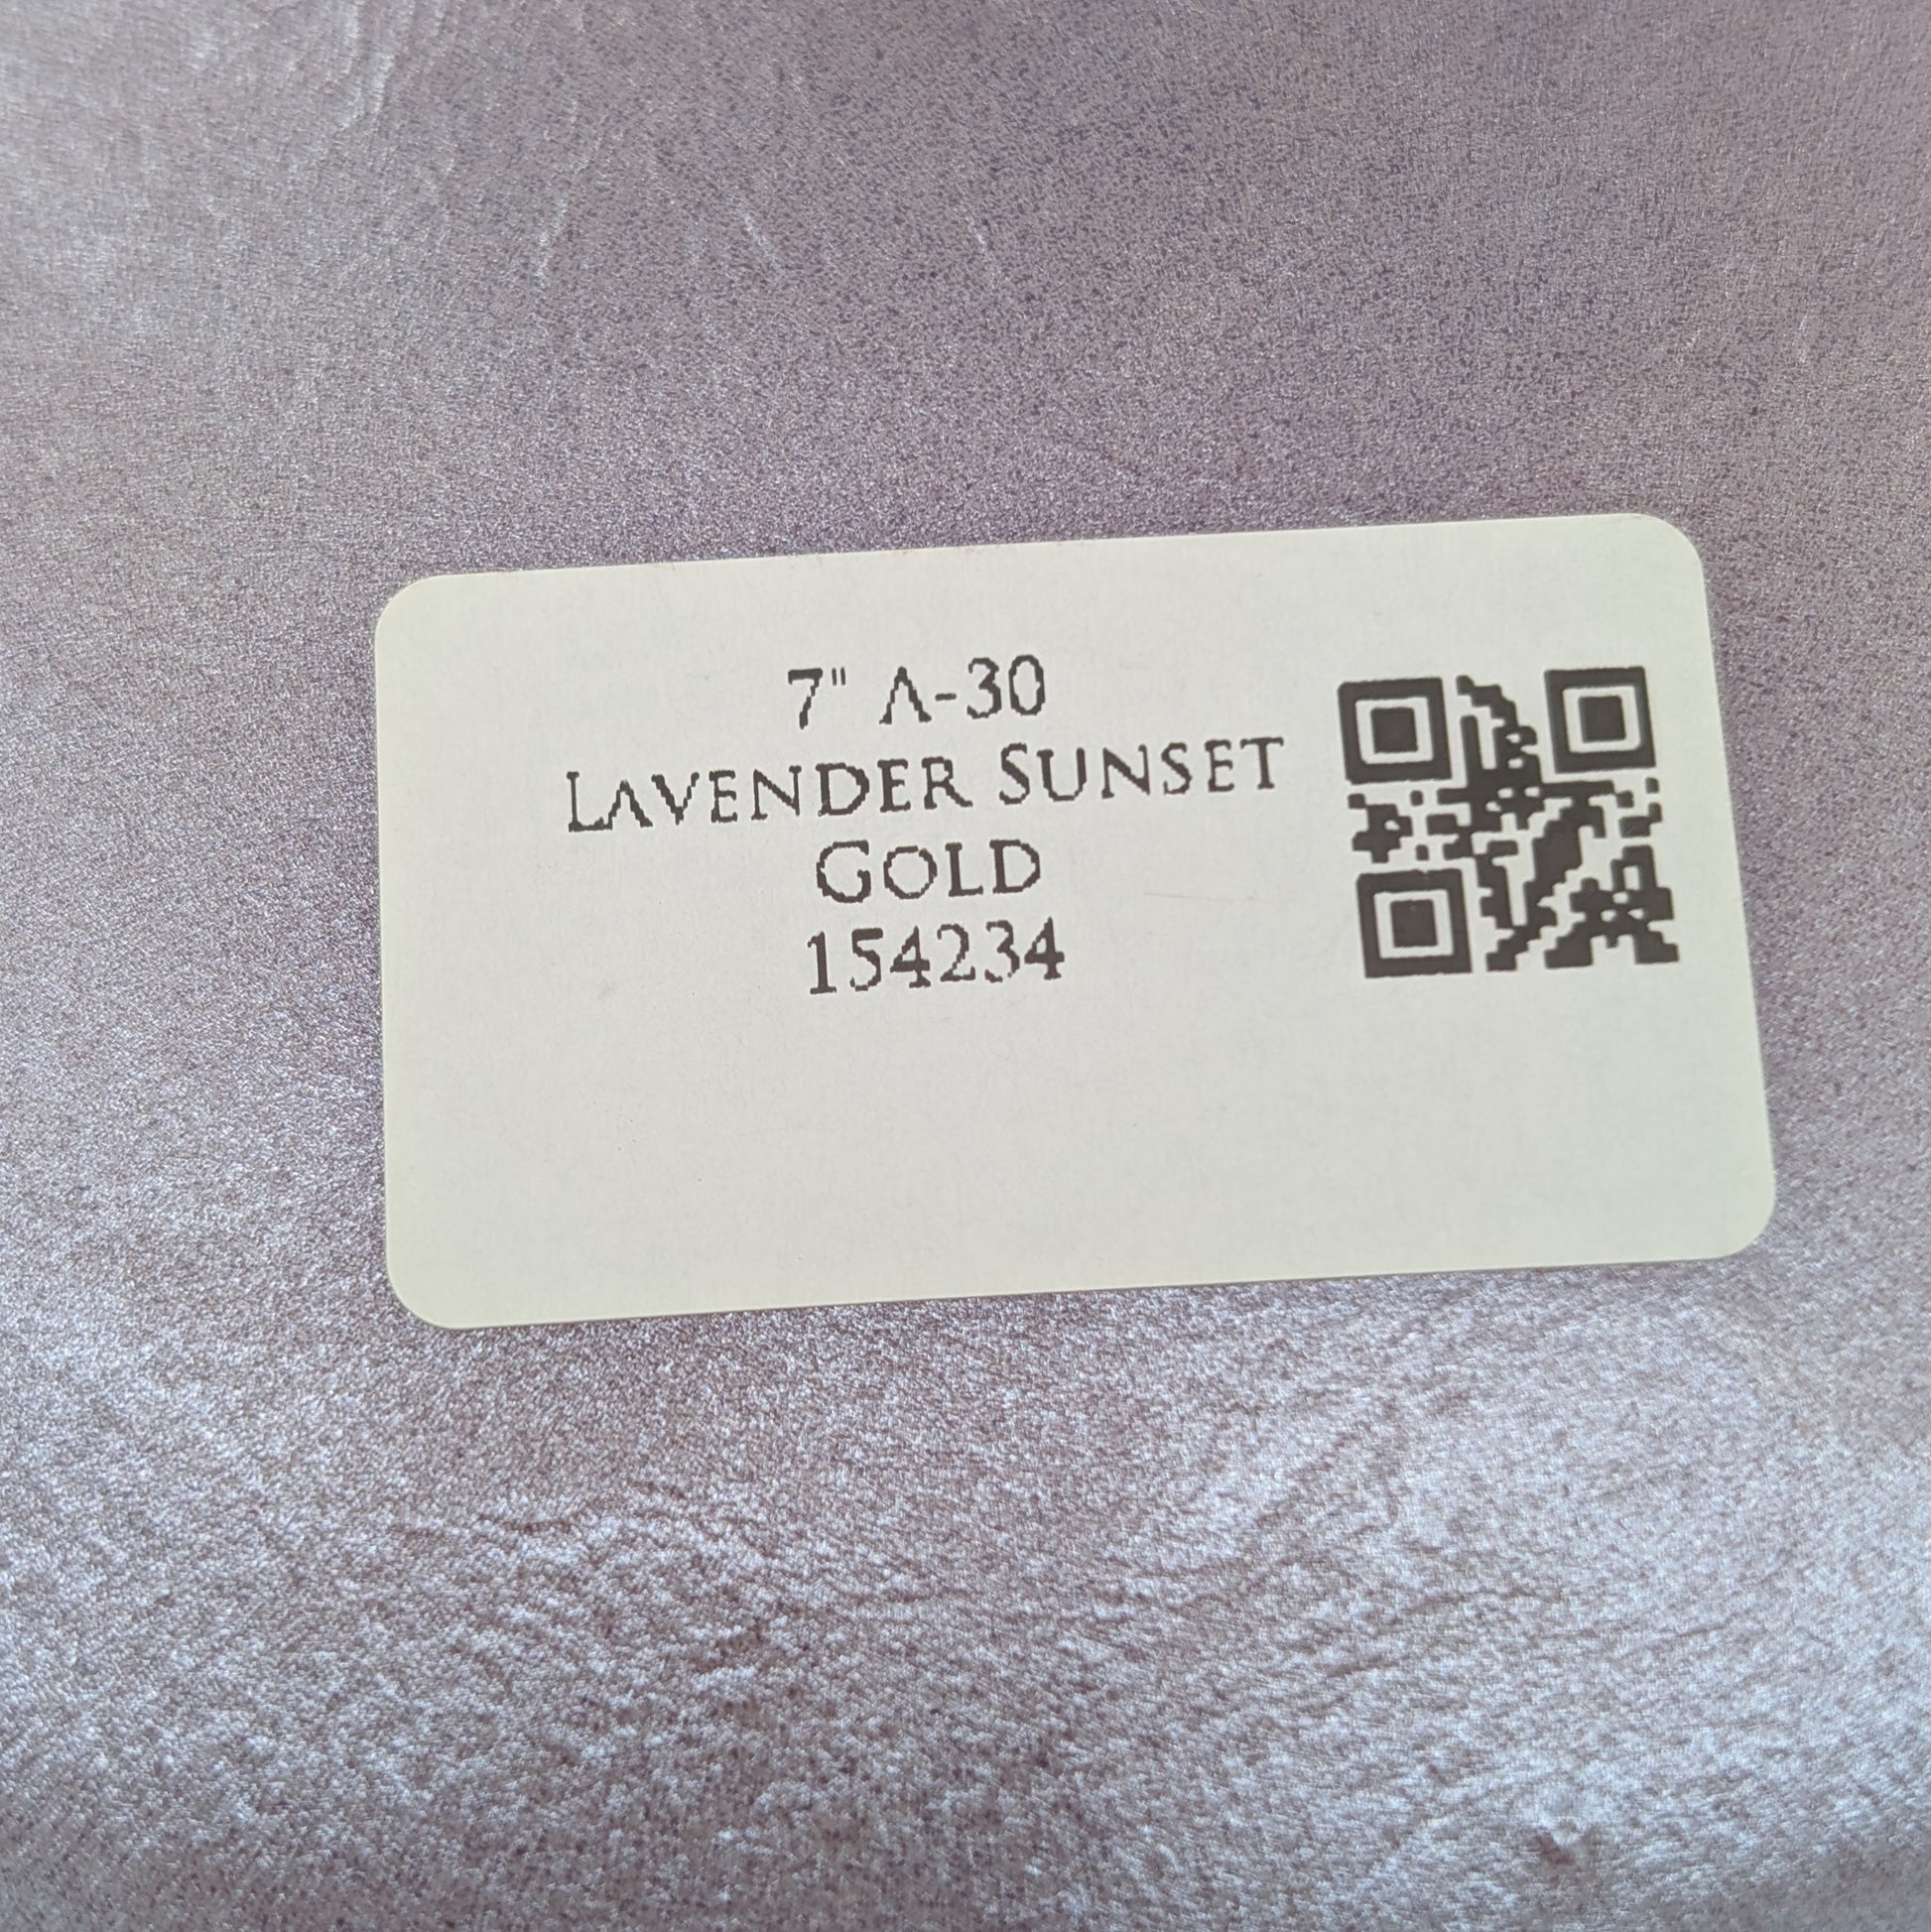 7" A-30
LAVENDER SUNSET
GOLD
154234